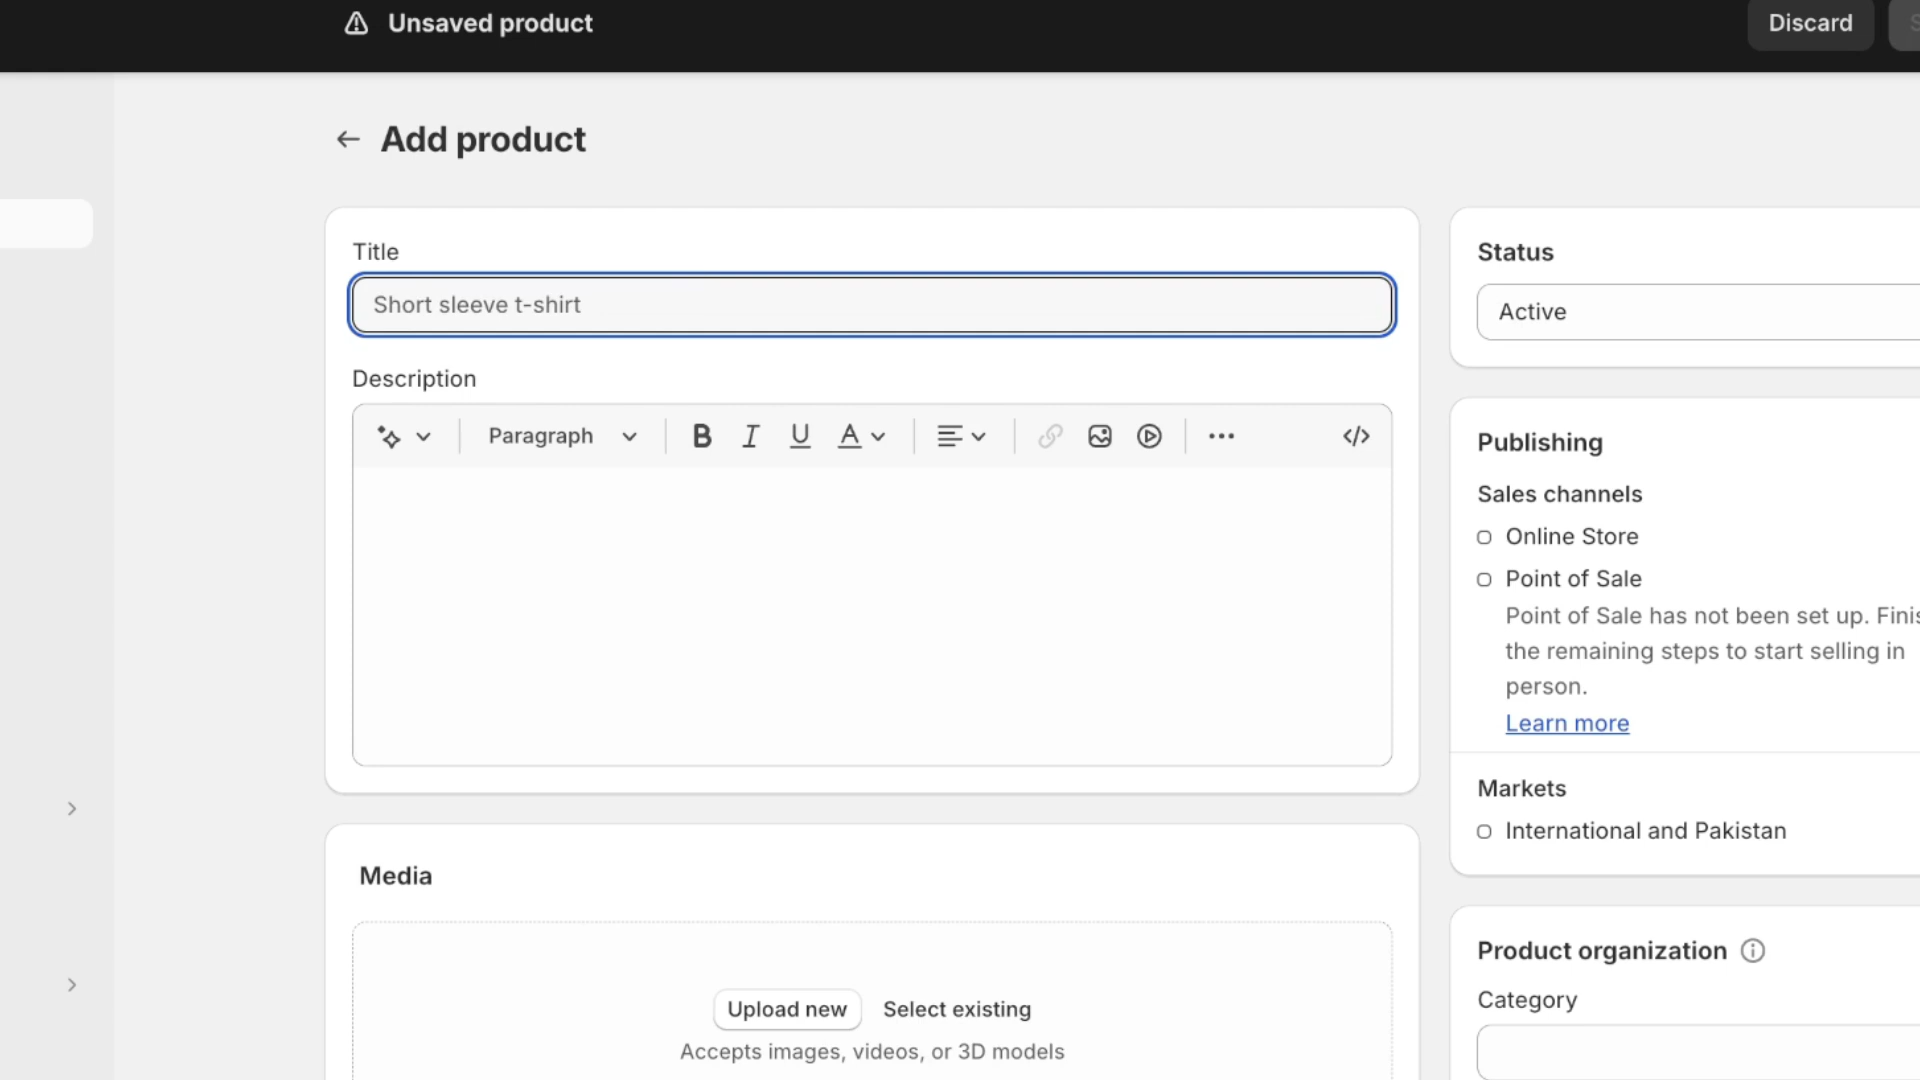 Unsaved product
Discard
Add product
Title
Short sleeve t-shirt
Description
Paragraph
Media
Upload new Select existing
Accepts images, videos, or 3D models
Status
Active
Publishing
Sales channels
Online Store
Point of Sale
Point of Sale has not been set up.
the remaining steps to start selling in
person.
Learn more
Markets
International and Pakistan
Product organization
Category